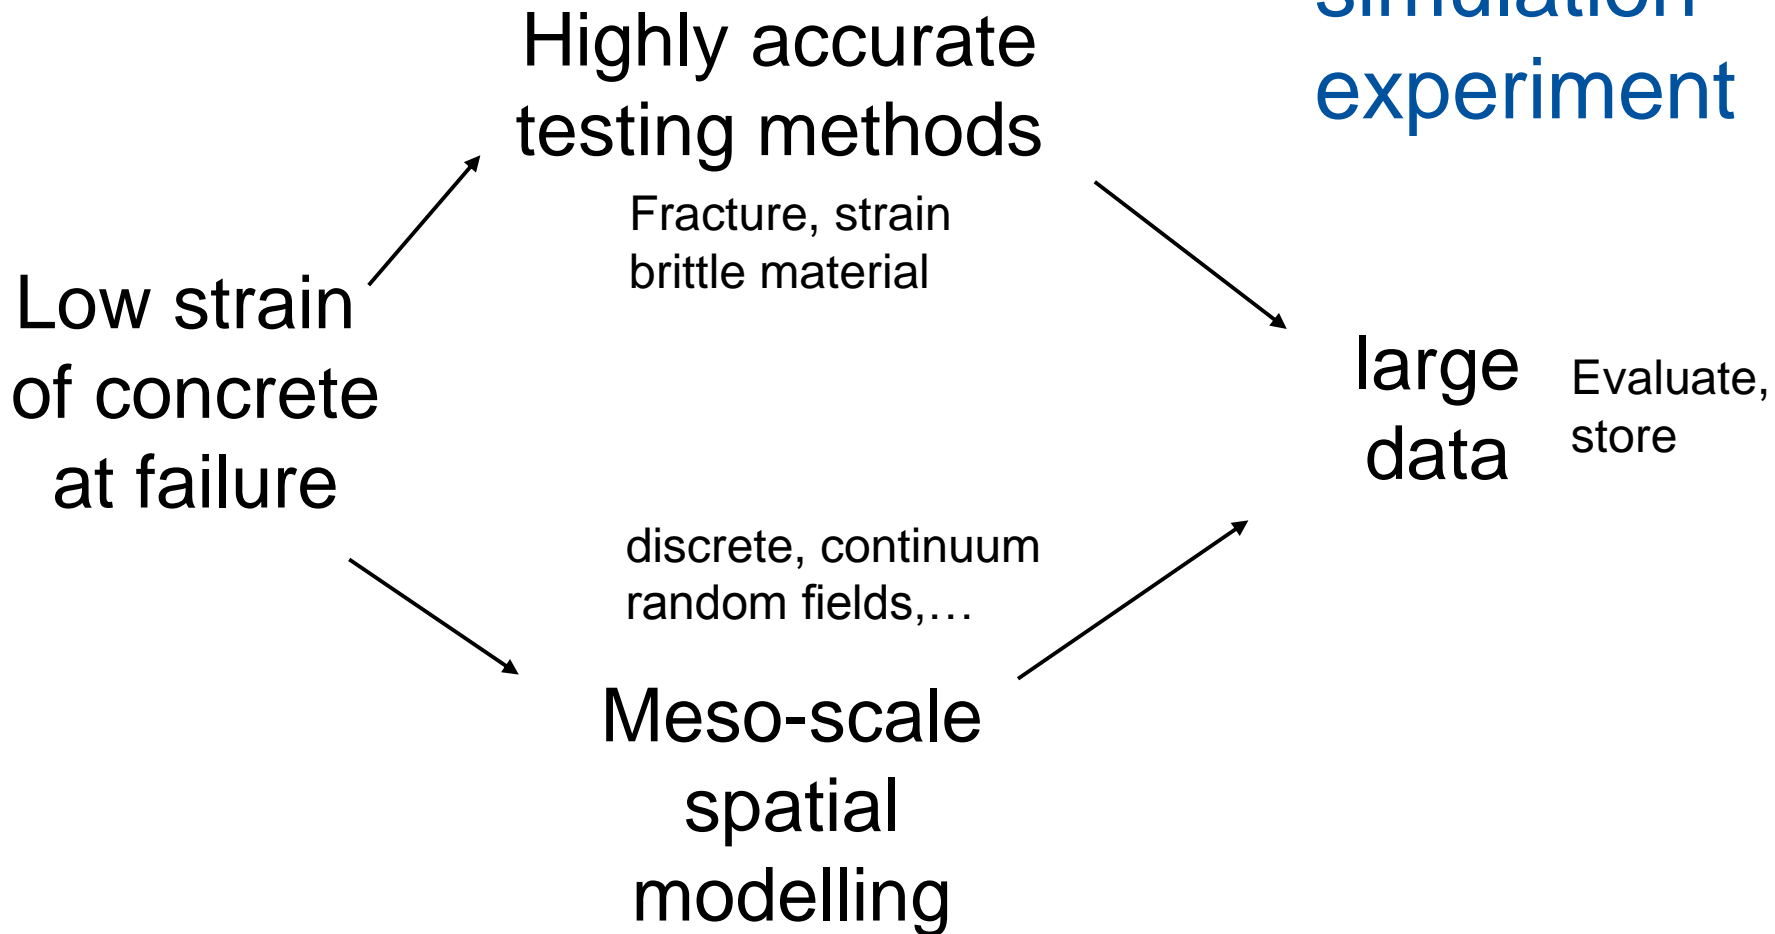 simulation
experiment
Highly accurate
testing methods
Fracture, strain
brittle material
Low strain
of concrete
at failure
large
data
Evaluate,
store
discrete, continuum
random fields,…
Meso-scale
spatial
modelling